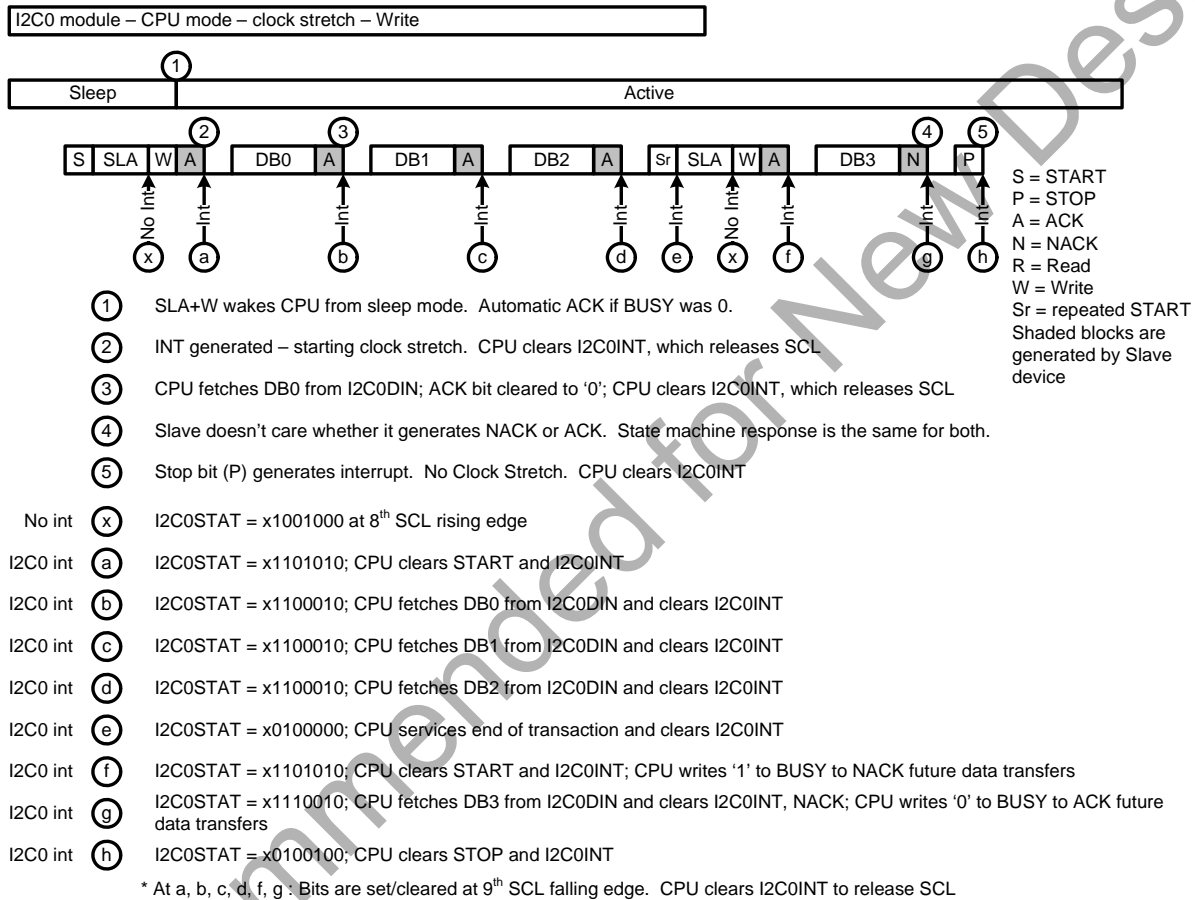 I2C0 module – CPU mode – clock stretch – Write
1
Sleep Active
2 3 4 5
S SLA W A DB0 A DB1 A DB2 A Sr SLA W A DB3 N P
No Int Int Int Int Int Int No Int Int Int Int
x a b c d e x f g h
S = START
P = STOP
A = ACK
N = NACK
R = Read
W = Write
Sr = repeated START
Shaded blocks are
generated by Slave
device
1 SLA+W wakes CPU from sleep mode. Automatic ACK if BUSY was 0.
2 INT generated – starting clock stretch. CPU clears I2C0INT, which releases SCL
3 CPU fetches DB0 from I2C0DIN; ACK bit cleared to ‘0’; CPU clears I2C0INT, which releases SCL
4 Slave doesn’t care whether it generates NACK or ACK. State machine response is the same for both.
5 Stop bit (P) generates interrupt. No Clock Stretch. CPU clears I2C0INT
No int x I2C0STAT = x1001000 at 8th SCL rising edge
I2C0 int a I2C0STAT = x1101010; CPU clears START and I2C0INT
I2C0 int b I2C0STAT = x1100010; CPU fetches DB0 from I2C0DIN and clears I2C0INT
I2C0 int c I2C0STAT = x1100010; CPU fetches DB1 from I2C0DIN and clears I2C0INT
I2C0 int d I2C0STAT = x1100010; CPU fetches DB2 from I2C0DIN and clears I2C0INT
I2C0 int e I2C0STAT = x0100000; CPU services end of transaction and clears I2C0INT
I2C0 int f I2C0STAT = x1101010; CPU clears START and I2C0INT; CPU writes ‘1’ to BUSY to NACK future data transfers
I2C0 int g I2C0STAT = x1110010; CPU fetches DB3 from I2C0DIN and clears I2C0INT, NACK; CPU writes ‘0’ to BUSY to ACK future
data transfers
I2C0 int h I2C0STAT = x0100100; CPU clears STOP and I2C0INT
* At a, b, c, d, f, g : Bits are set/cleared at 9th SCL falling edge. CPU clears I2C0INT to release SCL
mmended for New Des